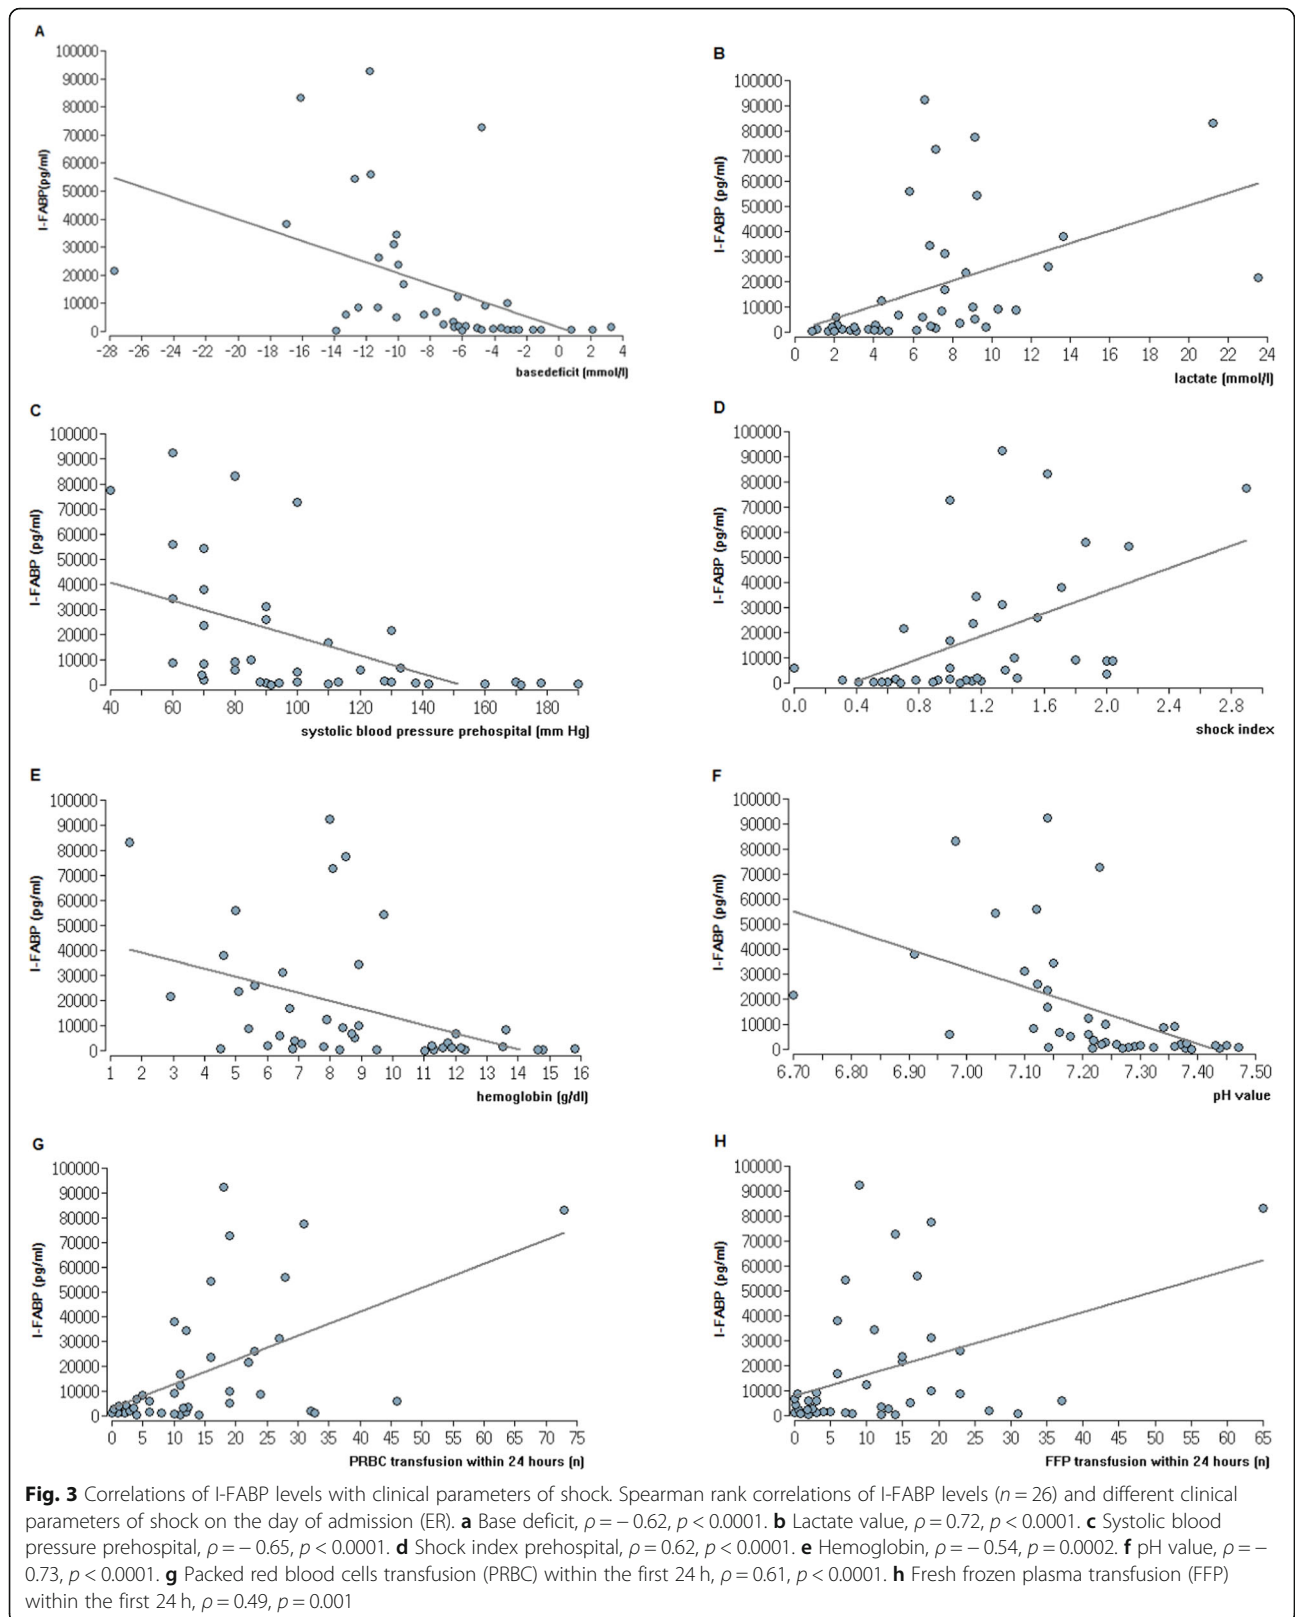 A
100000
90000
80000
70000
60000
50000
40000
30000
20000
10000
0
I-FABP(pg/ml)
-28 -26 -24 -22 -20 -18 -16 -14 -12 -10 -8 -6 -4 -2 0 2 4
basedeficit (mmol/l)
B
100000
90000
80000
70000
60000
50000
40000
30000
20000
10000
0
I-FABP (pg/ml)
0 2 4 6 8 10 12 14 16 18 20 22 24
lactate (mmol/l)
C
100000
90000
80000
70000
60000
50000
40000
30000
20000
10000
0
I-FABP (pg/ml)
40 60 80 100 120 140 160 180
systolic blood pressure prehospital (mm Hg)
D
100000
90000
80000
70000
60000
50000
40000
30000
20000
10000
0
I-FABP (pg/ml)
0.0 0.4 0.8 1.2 1.6 2.0 2.4 2.8
shock index
E
100000
90000
80000
70000
60000
50000
40000
30000
20000
10000
0
I-FABP (pg/ml)
1 2 3 4 5 6 7 8 9 10 11 12 13 14 15 16
hemoglobin (g/dl)
F
100000
90000
80000
70000
60000
50000
40000
30000
20000
10000
0
I-FABP (pg/ml)
6.70 6.80 6.90 7.00 7.10 7.20 7.30 7.40 7.50
pH value
G
100000
90000
80000
70000
60000
50000
40000
30000
20000
10000
0
I-FABP (pg/ml)
0 5 10 15 20 25 30 35 40 45 50 55 60 65 70 75
PRBC transfusion within 24 hours (n)
H
100000
90000
80000
70000
60000
50000
40000
30000
20000
10000
0
I-FABP (pg/ml)
0 5 10 15 20 25 30 35 40 45 50 55 60 65
FFP transfusion within 24 hours (n)
Fig. 3 Correlations of I-FABP levels with clinical parameters of shock. Spearman rank correlations of I-FABP levels (n = 26) and different clinical
parameters of shock on the day of admission (ER). a Base deficit, ρ = − 0.62, p < 0.0001. b Lactate value, ρ = 0.72, p < 0.0001. c Systolic blood
pressure prehospital, ρ = − 0.65, p < 0.0001. d Shock index prehospital, ρ = 0.62, p < 0.0001. e Hemoglobin, ρ = − 0.54, p = 0.0002. f pH value, ρ = −
0.73, p < 0.0001. g Packed red blood cells transfusion (PRBC) within the first 24 h, ρ = 0.61, p < 0.0001. h Fresh frozen plasma transfusion (FFP)
within the first 24 h, ρ = 0.49, p = 0.001